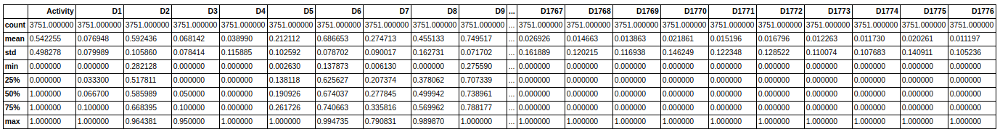 Activity D1 D2 D3 D4 D5 D6 D7 D8 D9 ... D1767 D1768 D1769 D1770 D1771 D1772 D1773 D1774 D1775 D1776
count 3751.000000 3751.000000 3751.000000 3751.000000 3751.000000 3751.000000 3751.000000 3751.000000 3751.000000 3751.000000 ... 3751.000000 3751.000000 3751.000000 3751.000000 3751.000000 3751.000000 3751.000000 3751.000000 3751.000000 3751.000000
mean 0.542255 0.076948 0.592436 0.068142 0.038990 0.212112 0.686653 0.274713 0.455133 0.749517 ... 0.026926 0.014663 0.013863 0.021861 0.015196 0.016796 0.012263 0.011730 0.020261 0.011197
std 0.498278 0.079989 0.105860 0.078414 0.115885 0.102592 0.078702 0.090017 0.162731 0.071702 ... 0.161889 0.120215 0.116938 0.146249 0.122348 0.128522 0.110074 0.107683 0.140911 0.105236
min 0.000000 0.000000 0.282128 0.000000 0.000000 0.002630 0.137873 0.006130 0.000000 0.275590 ... 0.000000 0.000000 0.000000 0.000000 0.000000 0.000000 0.000000 0.000000 0.000000 0.000000
25% 0.000000 0.033300 0.517811 0.000000 0.000000 0.138118 0.625627 0.207374 0.378062 0.707339 ... 0.000000 0.000000 0.000000 0.000000 0.000000 0.000000 0.000000 0.000000 0.000000 0.000000
50% 1.000000 0.066700 0.585989 0.050000 0.000000 0.190926 0.674037 0.277845 0.499942 0.738961 ... 0.000000 0.000000 0.000000 0.000000 0.000000 0.000000 0.000000 0.000000 0.000000 0.000000
75% 1.000000 0.100000 0.668395 0.100000 0.000000 0.261726 0.740663 0.335816 0.569962 0.788177 ... 0.000000 0.000000 0.000000 0.000000 0.000000 0.000000 0.000000 0.000000 0.000000 0.000000
max 1.000000 1.000000 0.964381 0.950000 1.000000 1.000000 0.994735 0.790831 0.989870 1.000000 ... 1.000000 1.000000 1.000000 1.000000 1.000000 1.000000 1.000000 1.000000 1.000000 1.000000